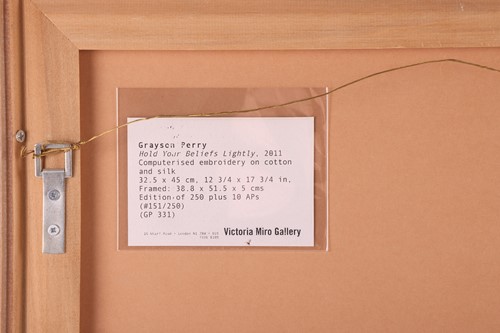 Grayson Perry
Hold Your Beliefs Lightly, 2011
Computerised embroidery on cotton
and silk
32.5 x 45 cm, 12 3/4 x 17 3/4 in,
Framed: 38.8 x 51.5 x 5 cms
Edition of 250 plus 10 APs
(#151/250)
(GP 331)
Victoria Miro Gallery